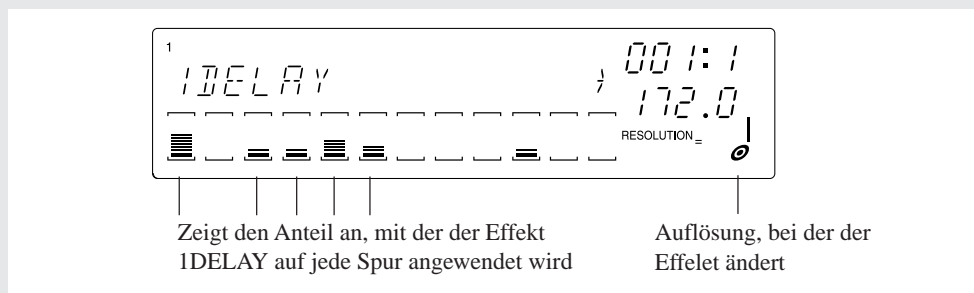 1
1DELAY
001:1
172.0
RESOLUTION =
Zeigt den Anteil an, mit der der Effekt
1DELAY auf jede Spur angewendet wird
Auflösung, bei der der
Effelet ändert